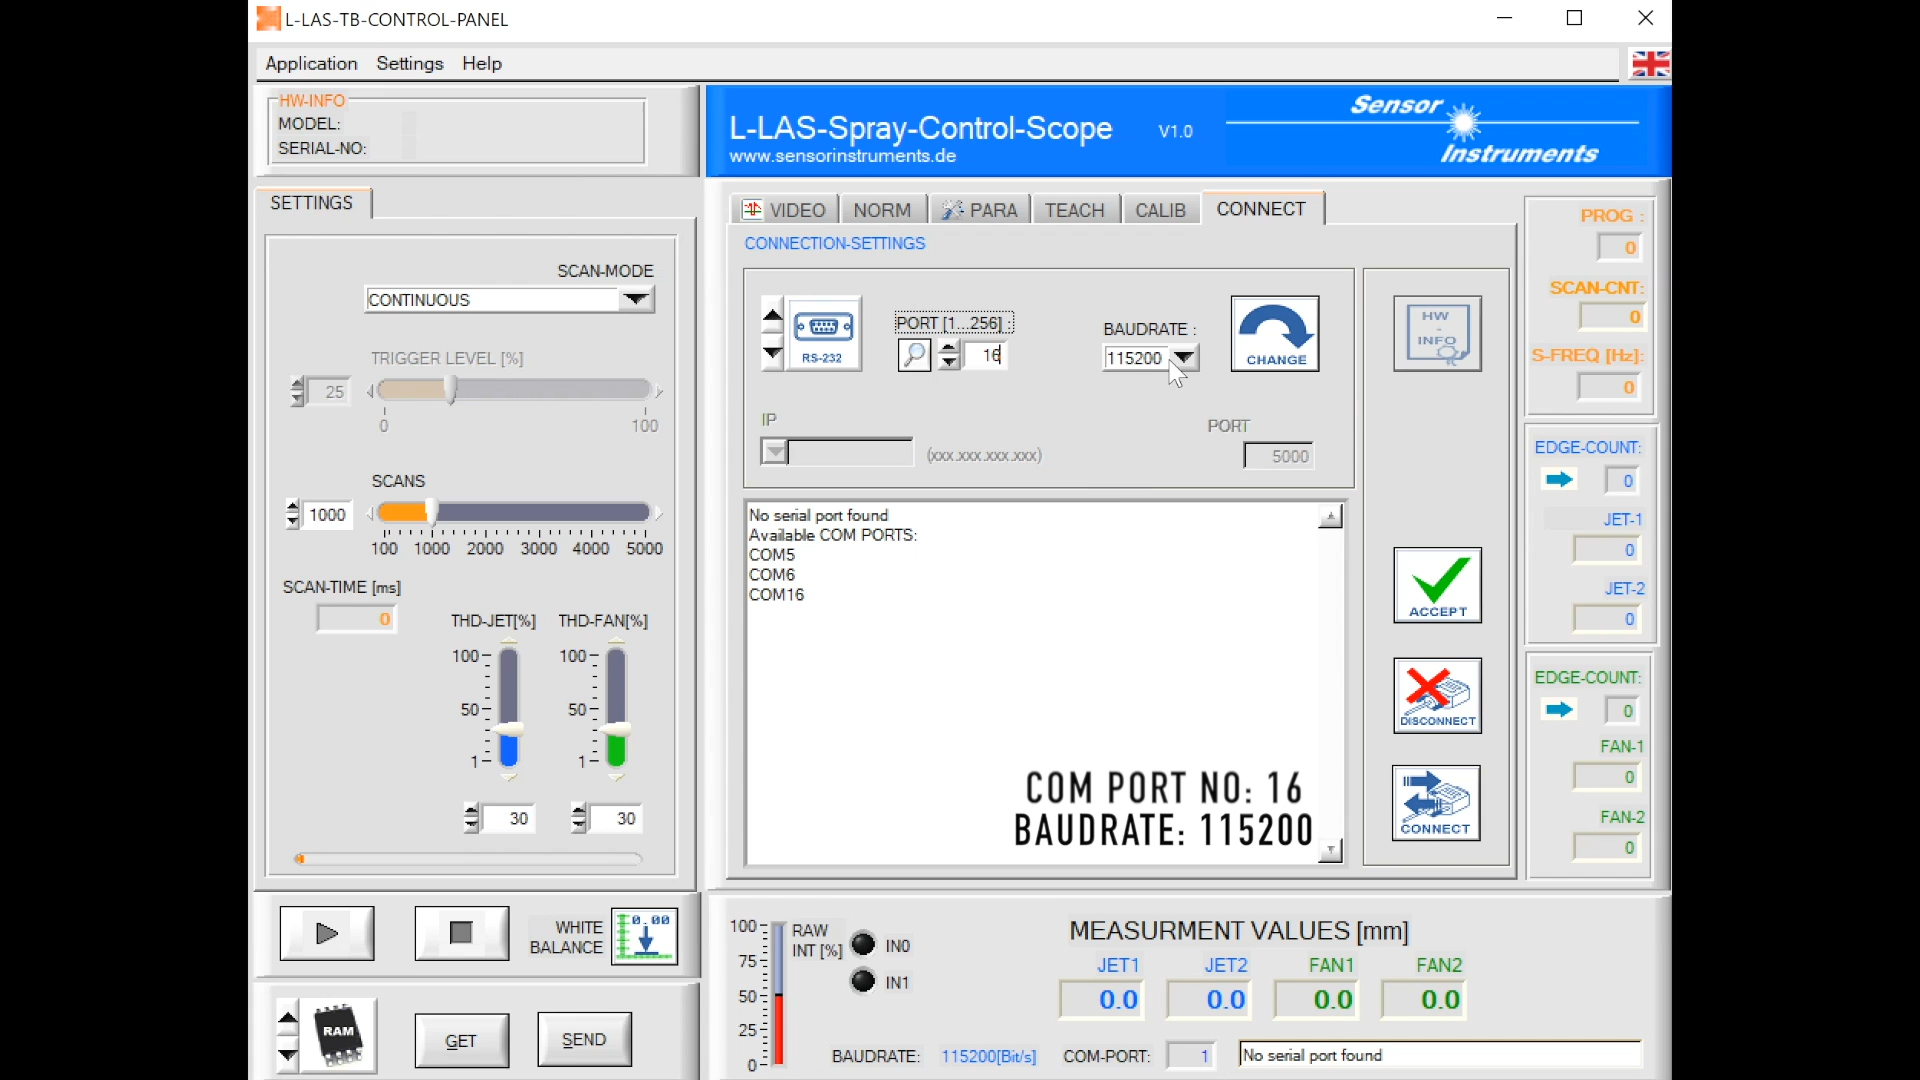 L-LAS-TB-CONTROL-PANEL
Application Settings Help
HW-INFO
MODEL:
SERIAL-NO:
L-LAS-Spray-Control-Scope V1.0
www.sensorinstruments.de
Sensor
Instruments
SETTINGS
SCAN-MODE
CONTINUOUS
TRIGGER LEVEL [%]
25
0 100
SCANS
1000
100 1000 2000 3000 4000 5000
SCAN-TIME [ms]
0
THD-JET[%] THD-FAN[%]
100 100
50 50
1 1
30 30
VIDEO NORM PARA TEACH CALIB CONNECT
CONNECTION-SETTINGS
RS-232
PORT [1...256] :
16
BAUDRATE :
115200
CHANGE
IP
(xxx.xxx.xxx.xxx)
PORT
5000
HW
-
INFO
No serial port found
Available COM PORTS:
COM5
COM6
COM16
COM PORT NO: 16
BAUDRATE: 115200
ACCEPT
DISCONNECT
CONNECT
PROG :
0
SCAN-CNT:
0
S-FREQ [Hz]:
0
EDGE-COUNT:
0
JET-1
0
JET-2
0
EDGE-COUNT:
0
FAN-1
0
FAN-2
0
WHITE
BALANCE
0.00
RAM
GET SEND
100
75
50
25
0
RAW
INT [%]
IN0
IN1
MEASURMENT VALUES [mm]
JET1 JET2 FAN1 FAN2
0.0 0.0 0.0 0.0
BAUDRATE: 115200[Bit/s] COM-PORT: 1 No serial port found